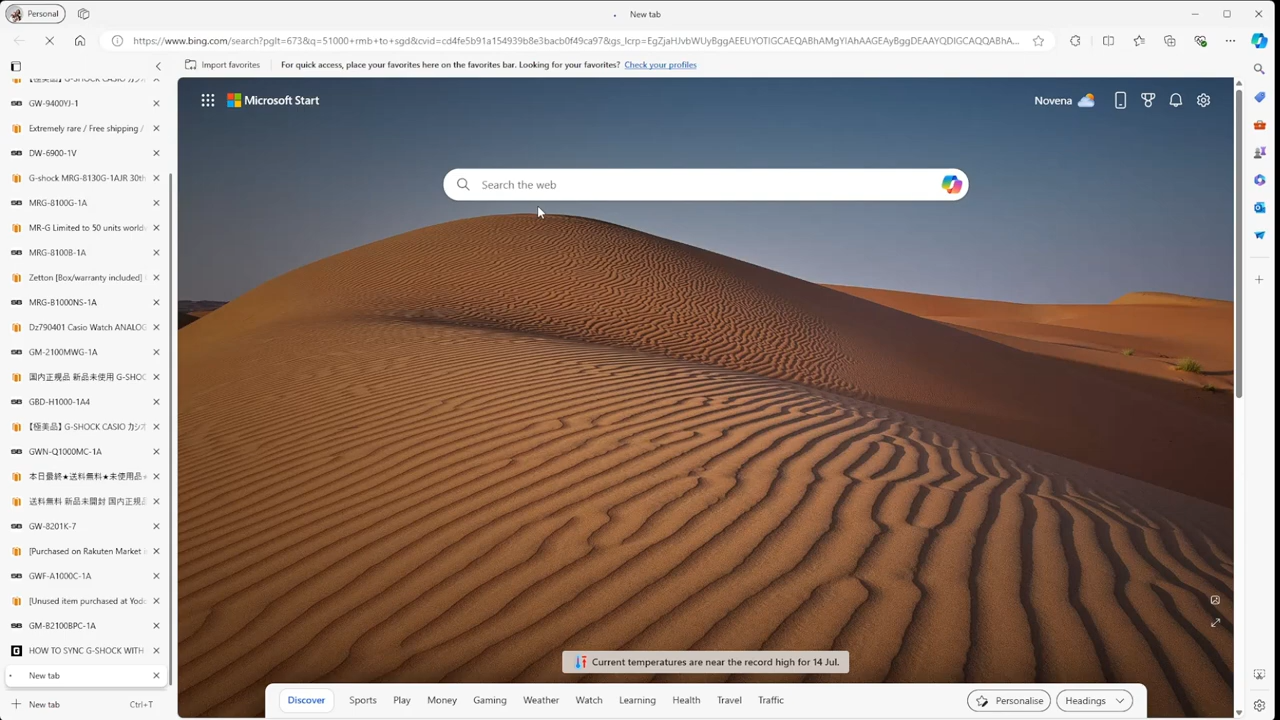 Personal
New tab
https://www.bing.com/search?pglt=673&q=51000+rmb+to+sgd&cvid=cd4fe5b91a154939b8e3bacb0f49ca97&gs_lcrp=EgZjaHJvbWUyBggAEEUYOTIGCAEQABhAMgYIAhAAGEAyBggDEAAYQDIGCAQQABhA...
Import favorites
For quick access, place your favorites here on the favorites bar. Looking for your favorites? Check your profiles
【極美品】G-SHOCK CASIO カシオ
GW-9400YJ-1
Extremely rare / Free shipping /
DW-6900-1V
G-shock MRG-8130G-1AJR 30th
MRG-8100G-1A
MR-G Limited to 50 units world
MRG-8100B-1A
Zetton [Box/warranty included]
MRG-B1000NS-1A
Dz790401 Casio Watch ANALOG
GM-2100MWG-1A
国内正規品 新品未使用 G-SHOC
GBD-H1000-1A4
【極美品】G-SHOCK CASIO カシオ
GWN-Q1000MC-1A
本日最終★送料無料★未使用品★
送料無料 新品未開封 国内正規品
GW-8201K-7
[Purchased on Rakuten Market
GWF-A1000C-1A
[Unused item purchased at Yodo
GM-B2100BPC-1A
G HOW TO SYNC G-SHOCK WITH
New tab
New tab Ctrl+T
Microsoft Start
Novena
Search the web
Current temperatures are near the record high for 14 Jul.
Discover Sports Play Money Gaming Weather Watch Learning Health Travel Traffic
Personalise
Headings